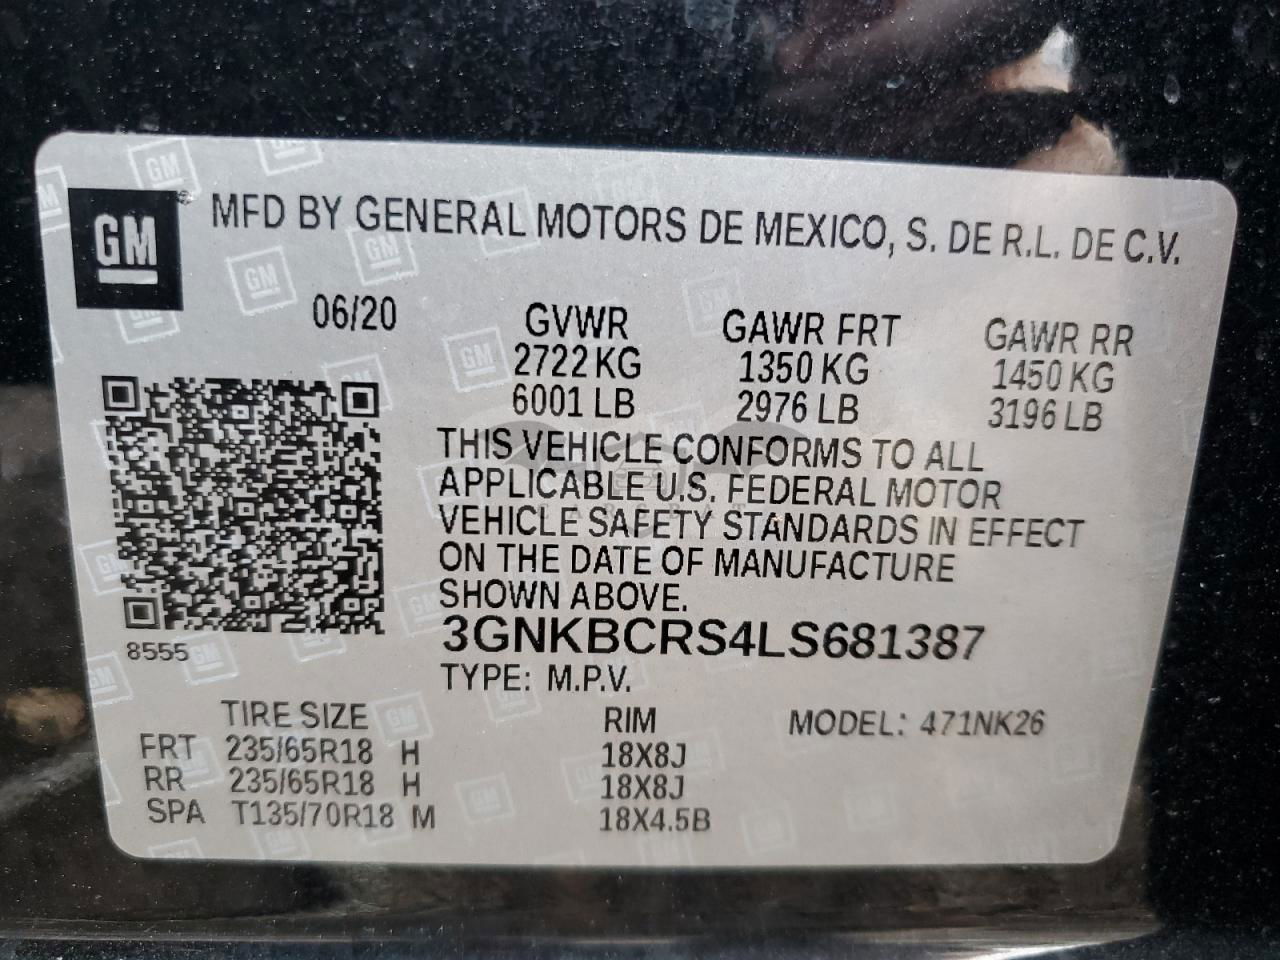 GM
MFD BY GENERAL MOTORS DE MEXICO, S. DE R.L. DE C.V.
06/20 GVWR GAWR FRT GAWR RR
2722 KG 1350 KG 1450 KG
6001 LB 2976 LB 3196 LB
THIS VEHICLE CONFORMS TO ALL
APPLICABLE U.S. FEDERAL MOTOR
VEHICLE SAFETY STANDARDS IN EFFECT
ON THE DATE OF MANUFACTURE
SHOWN ABOVE.
3GNKBCRS4LS681387
8555
TYPE: M.P.V.
TIRE SIZE RIM MODEL: 471NK26
FRT 235/65R18 H 18X8J
RR 235/65R18 H 18X8J
SPA T135/70R18 M 18X4.5B